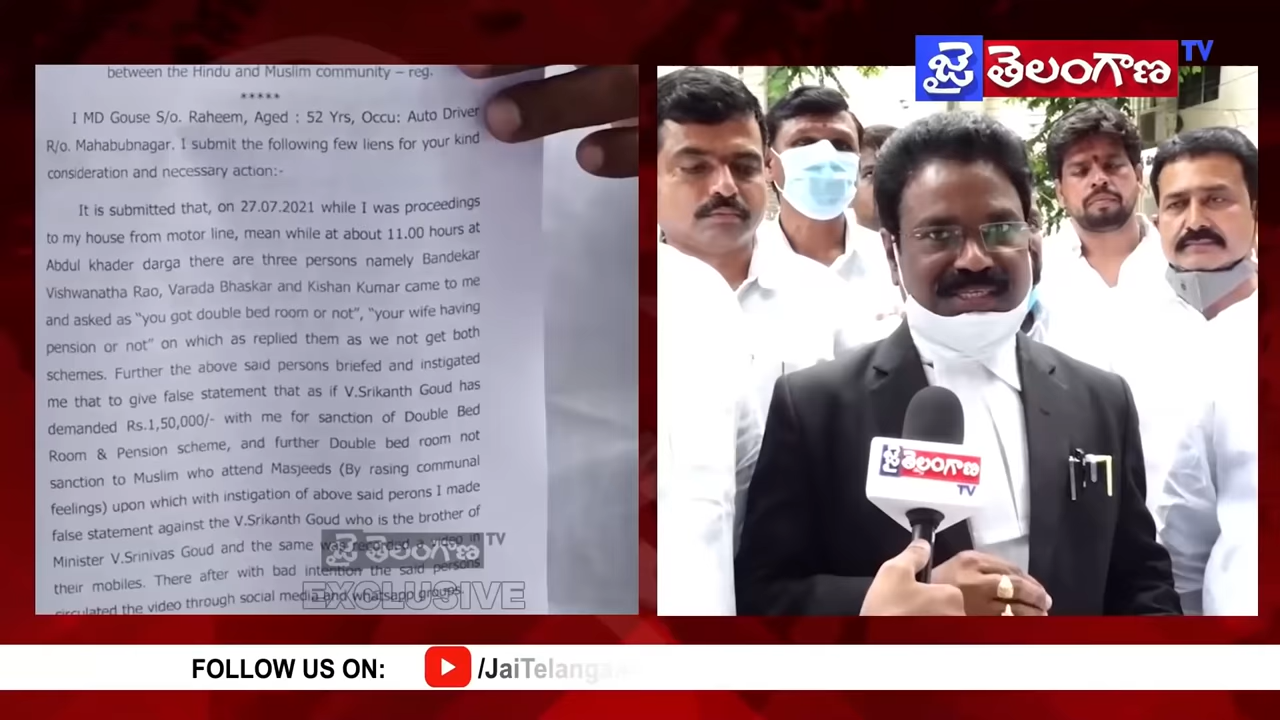 between the Hindu and Muslim community – reg.
*****
I MD Gouse S/o. Raheem, Aged : 52 Yrs, Occu: Auto Driver
R/o. Mahabubnagar. I submit the following few liens for your kind
consideration and necessary action:-
It is submitted that, on 27.07.2021 while I was proceedings
to my house from motor line, mean while at about 11.00 hours at
Abdul khader darga there are three persons namely Bandekar
Vishwanatha Rao, Varada Bhaskar and Kishan Kumar came to me
and asked as "you got double bed room or not", "your wife having
pension or not" on which as replied them as we not get both
schemes. Further the above said persons briefed and instigated
me that to give false statement that as if V.Srikanth Goud has
demanded Rs.1,50,000/- with me for sanction of Double Bed
Room & Pension scheme, and further Double bed room not
sanction to Muslim who attend Masjeeds (By rasing communal
feelings) upon which with instigation of above said perons I made
false statement against the V.Srikanth Goud who is the brother of
Minister V.Srinivas Goud and the same was recorded a video in
their mobiles. There after with bad intention the said persons
circulated the video through social media and whatsapp groups.
జై తెలంగాణ TV
EXCLUSIVE
జై తెలంగాణ TV
జై తెలంగాణ TV
FOLLOW US ON: /JaiTelanga